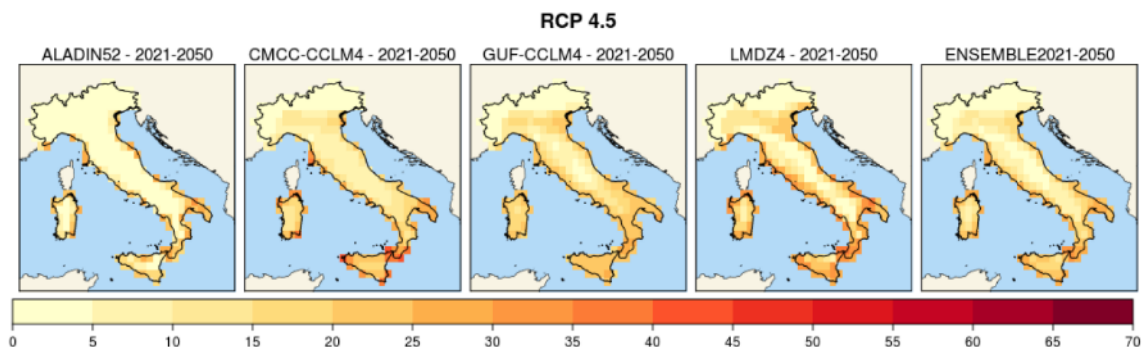 RCP 4.5
ALADIN52 - 2021-2050 CMCC-CCLM4 - 2021-2050 GUF-CCLM4 - 2021-2050 LMDZ4 - 2021-2050 ENSEMBLE2021-2050
0 5 10 15 20 25 30 35 40 45 50 55 60 65 70